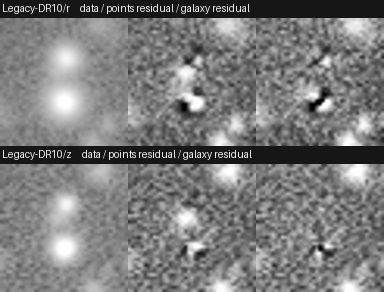 Legacy-DR10/r data / points residual / galaxy residual
Legacy-DR10/z data / points residual / galaxy residual